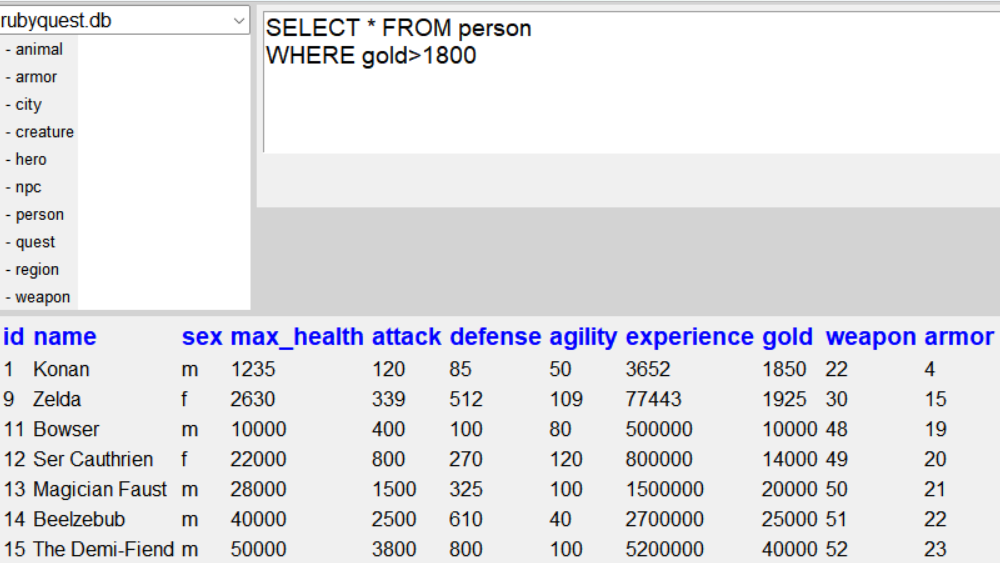 rubyquest.db
- animal
- armor
- city
- creature
- hero
- npc
- person
- quest
- region
- weapon
SELECT * FROM person
WHERE gold>1800
id name sex max_health attack defense agility experience gold weapon armor
1 Konan m 1235 120 85 50 3652 1850 22 4
9 Zelda f 2630 339 512 109 77443 1925 30 15
11 Bowser m 10000 400 100 80 500000 10000 48 19
12 Ser Cauthrien f 22000 800 270 120 800000 14000 49 20
13 Magician Faust m 28000 1500 325 100 1500000 20000 50 21
14 Beelzebub m 40000 2500 610 40 2700000 25000 51 22
15 The Demi-Fiend m 50000 3800 800 100 5200000 40000 52 23